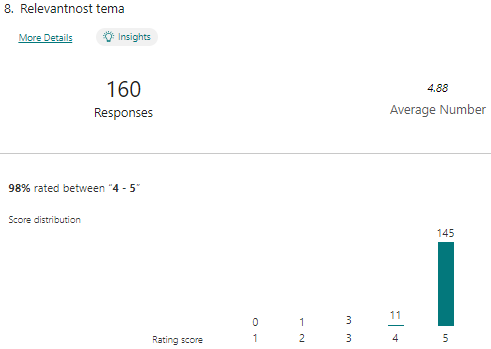 8. Relevantnost tema
More Details
Insights
160
Responses
4.88
Average Number
98% rated between “4 - 5”
Score distribution
145
0 1 3 11
Rating score 1 2 3 4 5